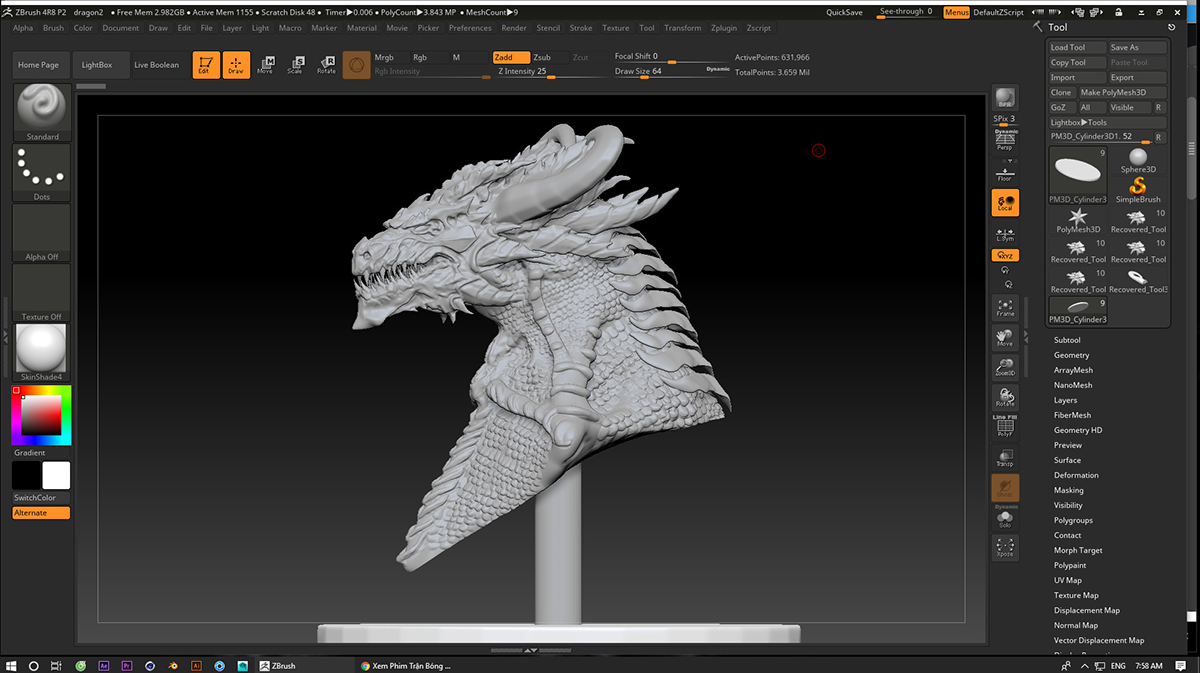 ZBrush 4R8 P2 dragon2 • Free Mem 2.982GB • Active Mem 1155 • Scratch Disk 48 • Timer▶0.006 • PolyCount▶3.843 MP • MeshCount▶9 QuickSave See-through 0 Menus DefaultZScript
Alpha Brush Color Document Draw Edit File Layer Light Macro Marker Material Movie Picker Preferences Render Stencil Stroke Texture Tool Transform Zplugin Zscript
Home Page LightBox Live Boolean Edit Draw Move Scale Rotate
Mrgb Rgb M Zadd Zsub Zcut Focal Shift 0 ActivePoints: 631,966
Rgb Intensity Z Intensity 25 Draw Size 64 Dynamic TotalPoints: 3.659 Mil
Standard
Dots
Alpha Off
Texture Off
SkinShade4
Gradient
SwitchColor
Alternate
BPR
SPix 3
Dynamic
Persp
Floor
Local
L.Sym
Frame
Move
Zoom3D
Rotate
Line Fill
PolyF
Transp
Dynamic
Solo
Xpose
Tool
Load Tool Save As
Copy Tool Paste Tool
Import Export
Clone Make PolyMesh3D
GoZ All Visible R
Lightbox▶Tools
PM3D_Cylinder3D1. 52 R
9
Sphere3D
PM3D_Cylinder3 SimpleBrush
10
PolyMesh3D Recovered_Tool
10 10
Recovered_Tool Recovered_Tool
10
Recovered_Tool Recovered_Tool3
9
PM3D_Cylinder3
Subtool
Geometry
ArrayMesh
NanoMesh
Layers
FiberMesh
Geometry HD
Preview
Surface
Deformation
Masking
Visibility
Polygroups
Contact
Morph Target
Polypaint
UV Map
Texture Map
Displacement Map
Normal Map
Vector Displacement Map
Ae Pr Ai ZBrush Xem Phim Trận Bóng ... ENG 7:58 AM